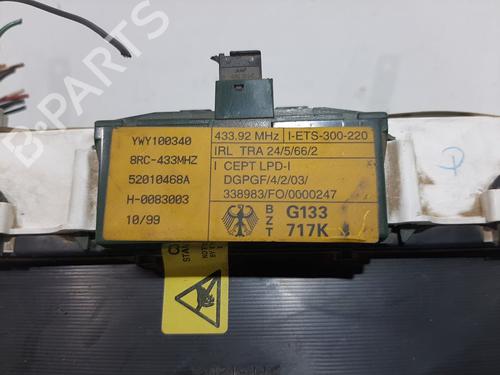 YWY100340
8RC-433MHZ
52010468A
H-0083003
10/99
433.92 MHz I-ETS-300-220
IRL TRA 24/5/66/2
I CEPT LPD-I
DGPGF/4/2/03/
338983/FO/0000247
BNT G133 717K